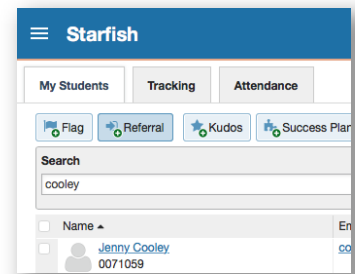 Starfish
My Students Tracking Attendance
Flag Referral Kudos Success Plan
Search
cooley
Name
Jenny Cooley
0071059